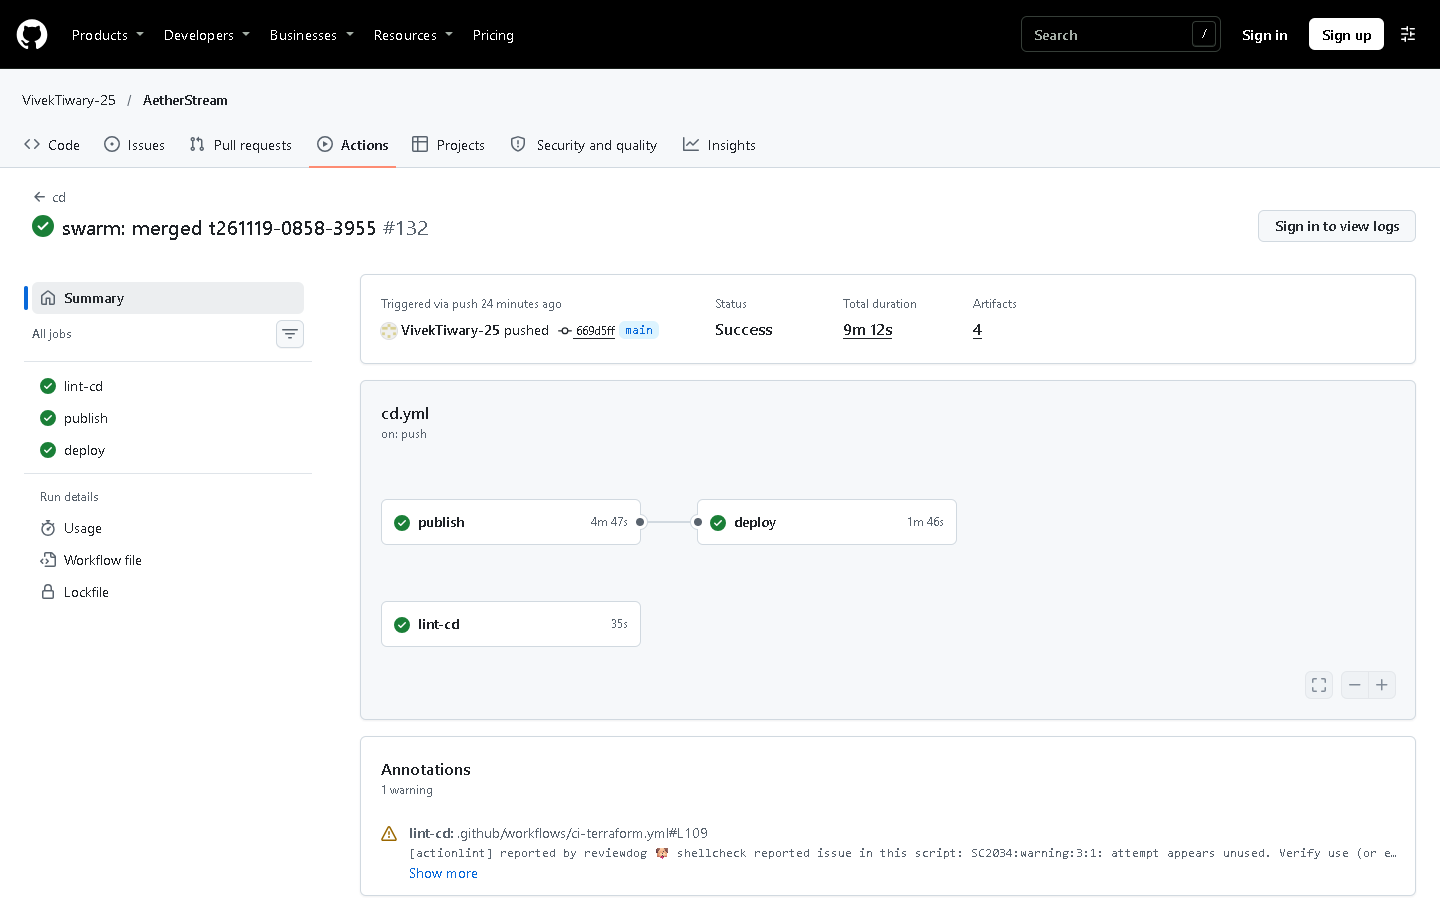 Products Developers Businesses Resources Pricing Search / Sign in Sign up
VivekTiwary-25 / AetherStream
Code Issues Pull requests Actions Projects Security and quality Insights
cd
swarm: merged t261119-0858-3955 #132
Sign in to view logs
Summary
All jobs
lint-cd
publish
deploy
Run details
Usage
Workflow file
Lockfile
Triggered via push 24 minutes ago
VivekTiwary-25 pushed 669d5ff main
Status
Success
Total duration
9m 12s
Artifacts
4
cd.yml
on: push
publish 4m 47s
deploy 1m 46s
lint-cd 35s
Annotations
1 warning
lint-cd: .github/workflows/ci-terraform.yml#L109
[actionlint] reported by reviewdog 🐶 shellcheck reported issue in this script: SC2034:warning:3:1: attempt appears unused. Verify use (or e…
Show more